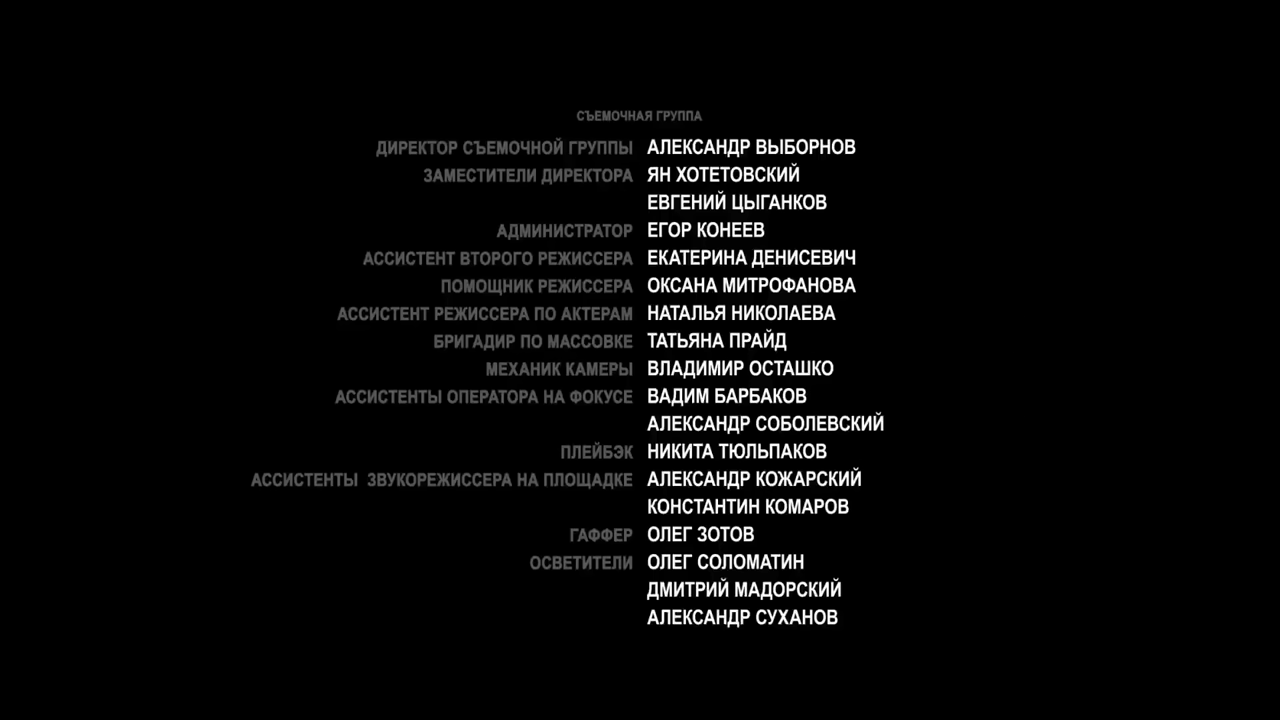 СЪЕМОЧНАЯ ГРУППА
ДИРЕКТОР СЪЕМОЧНОЙ ГРУППЫ АЛЕКСАНДР ВЫБОРНОВ
ЗАМЕСТИТЕЛИ ДИРЕКТОРА ЯН ХОТЕТОВСКИЙ
ЕВГЕНИЙ ЦЫГАНКОВ
АДМИНИСТРАТОР ЕГОР КОНЕЕВ
АССИСТЕНТ ВТОРОГО РЕЖИССЕРА ЕКАТЕРИНА ДЕНИСЕВИЧ
ПОМОЩНИК РЕЖИССЕРА ОКСАНА МИТРОФАНОВА
АССИСТЕНТ РЕЖИССЕРА ПО АКТЕРАМ НАТАЛЬЯ НИКОЛАЕВА
БРИГАДИР ПО МАССОВКЕ ТАТЬЯНА ПРАЙД
МЕХАНИК КАМЕРЫ ВЛАДИМИР ОСТАШКО
АССИСТЕНТЫ ОПЕРАТОРА НА ФОКУСЕ ВАДИМ БАРБАКОВ
АЛЕКСАНДР СОБОЛЕВСКИЙ
ПЛЕЙБЭК НИКИТА ТЮЛЬПАКОВ
АССИСТЕНТЫ ЗВУКОРЕЖИССЕРА НА ПЛОЩАДКЕ АЛЕКСАНДР КОЖАРСКИЙ
КОНСТАНТИН КОМАРОВ
ГАФФЕР ОЛЕГ ЗОТОВ
ОСВЕТИТЕЛИ ОЛЕГ СОЛОМАТИН
ДМИТРИЙ МАДОРСКИЙ
АЛЕКСАНДР СУХАНОВ